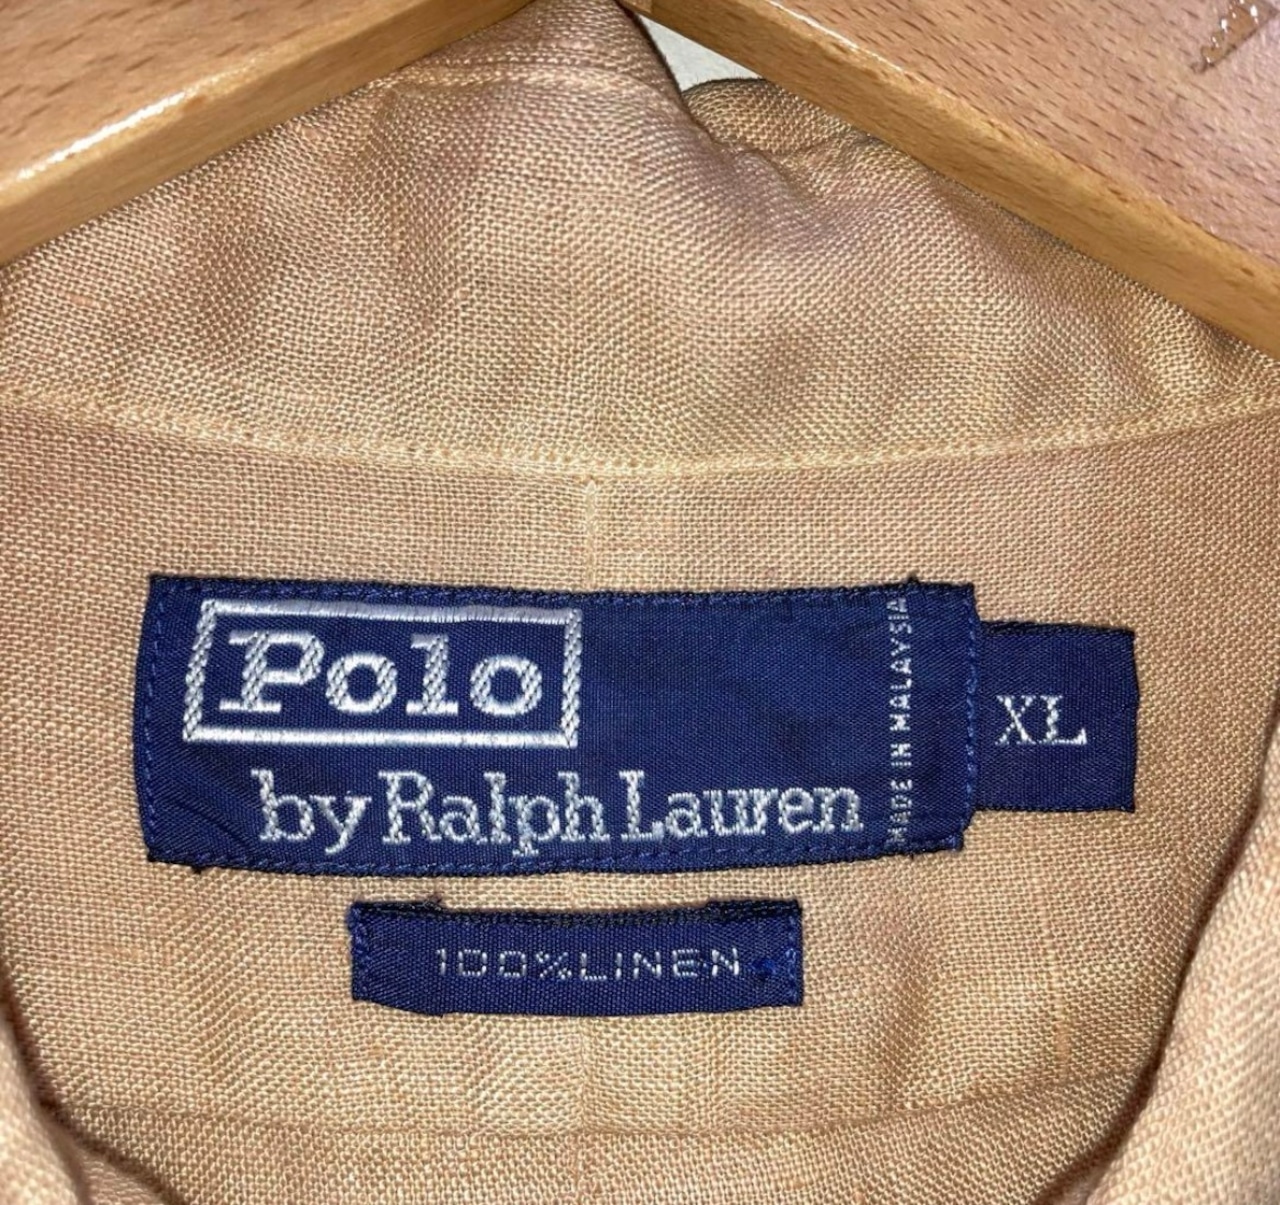 Polo
by Ralph Lauren
MADE IN MALAYSIA
XL
100%LINEN